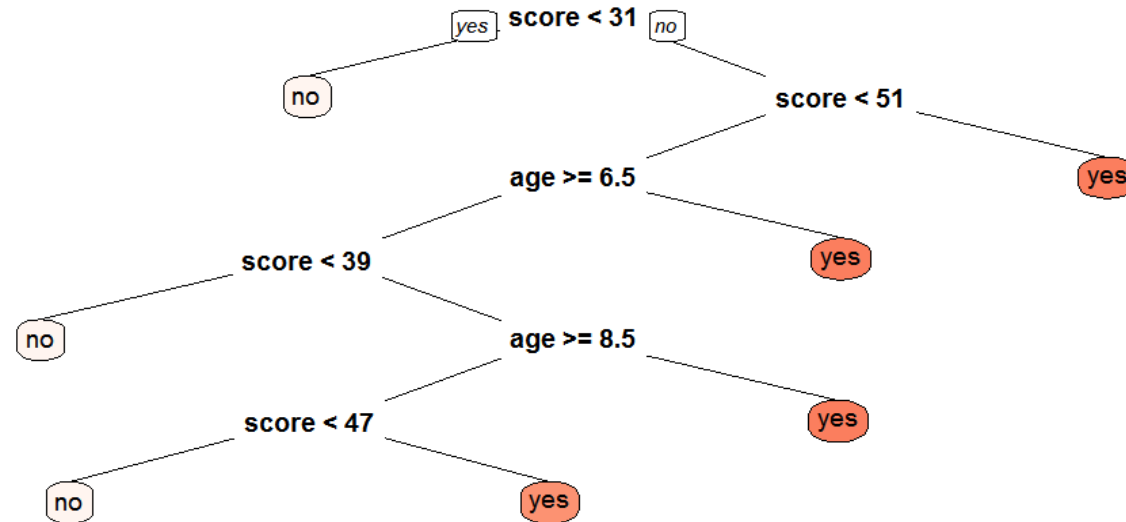 yes score < 31 no
no
score < 51
age >= 6.5
yes
score < 39
yes
no
age >= 8.5
score < 47
yes
no
yes